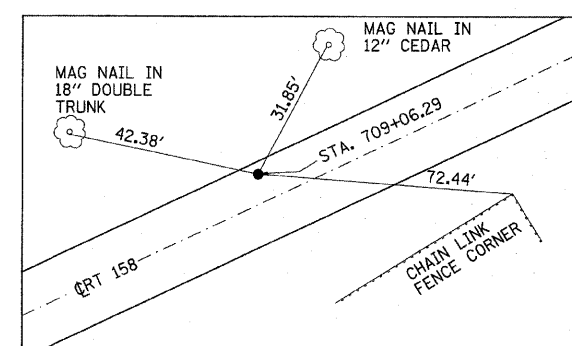 MAG NAIL IN
12" CEDAR
MAG NAIL IN
18" DOUBLE
TRUNK
31.85'
42.38'
STA. 709+06.29
72.44'
℄ RT 158
CHAIN LINK
FENCE CORNER